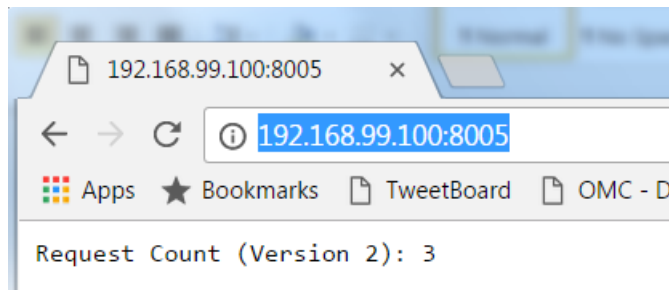 192.168.99.100:8005
192.168.99.100:8005
Apps Bookmarks TweetBoard OMC - D
Request Count (Version 2): 3